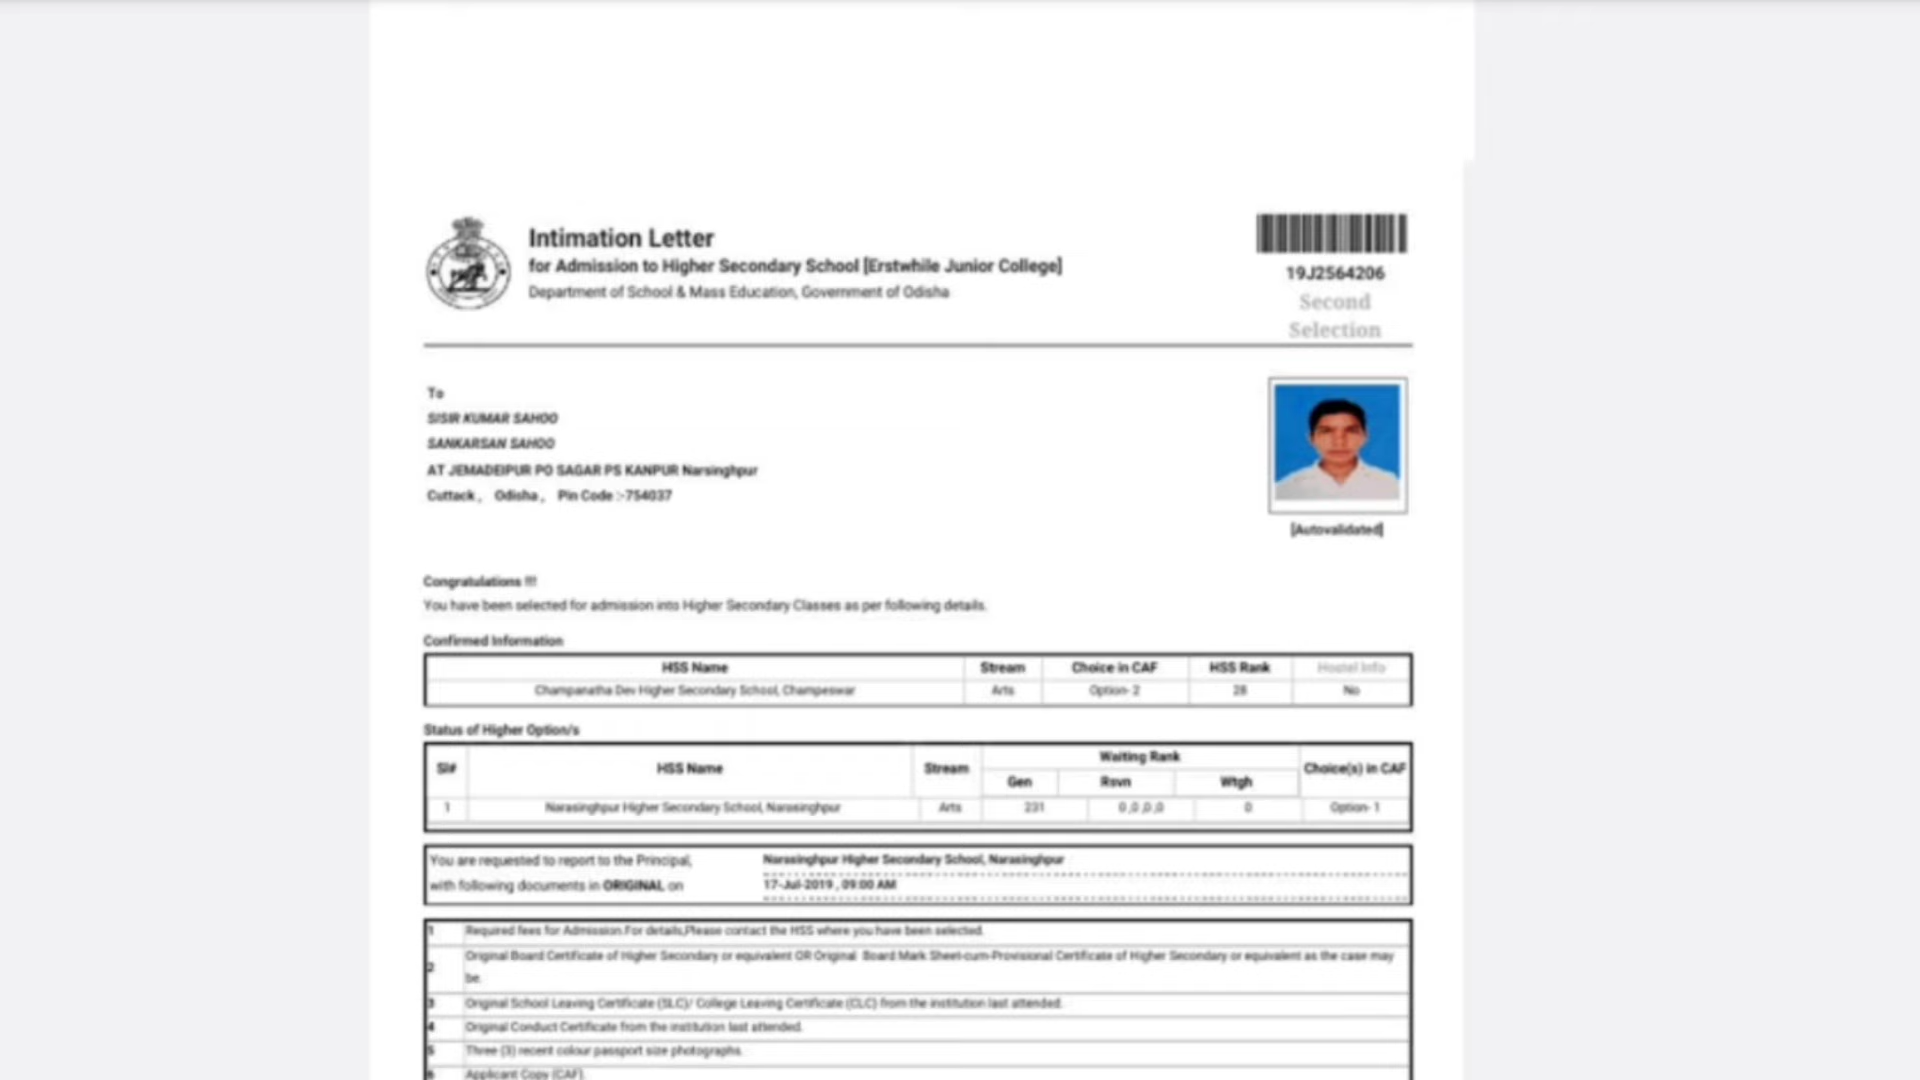 Intimation Letter
for Admission to Higher Secondary School [Erstwhile Junior College]
Department of School & Mass Education, Government of Odisha
19J2564206
Second
Selection
To
SISIR KUMAR SAHOO
SANKARSAN SAHOO
AT JEMADEIPUR PO SAGAR PS KANPUR Narsinghpur
Cuttack , Odisha , Pin Code :-754037
[Autovalidated]
Congratulations !!!
You have been selected for admission into Higher Secondary Classes as per following details.
Confirmed Information
HSS Name Stream Choice in CAF HSS Rank Hostel Info
Champanatha Dev Higher Secondary School, Champeswar Arts Option- 2 28 No
Status of Higher Option/s
Sl# HSS Name Stream Waiting Rank Choice(s) in CAF
Gen Rsvn Wtgh
1 Narasinghpur Higher Secondary School, Narasinghpur Arts 231 0,0,0,0 0 Option- 1
You are requested to report to the Principal, Narasinghpur Higher Secondary School, Narasinghpur
with following documents in ORIGINAL on 17-Jul-2019 , 09:00 AM
1 Required fees for Admission.For details,Please contact the HSS where you have been selected.
2 Original Board Certificate of Higher Secondary or equivalent OR Original Board Mark Sheet-cum-Provisional Certificate of Higher Secondary or equivalent as the case may
be.
3 Original School Leaving Certificate (SLC)/ College Leaving Certificate (CLC) from the institution last attended.
4 Original Conduct Certificate from the institution last attended.
5 Three (3) recent colour passport size photographs.
6 Applicant Copy (CAF).